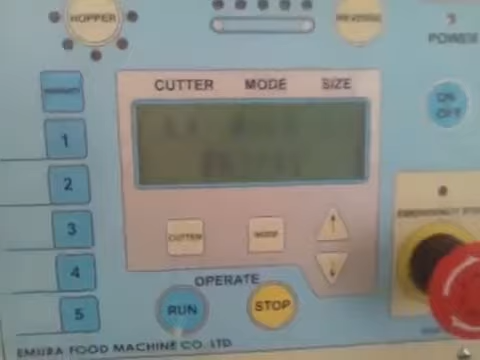 HOPPER
REVERSE
POWER
CUTTER MODE SIZE
ON
OFF
1
2
3
4
5
CUTTER
MODE
EMERGENCY
OPERATE
RUN
STOP
EMURA FOOD MACHINE CO. LTD